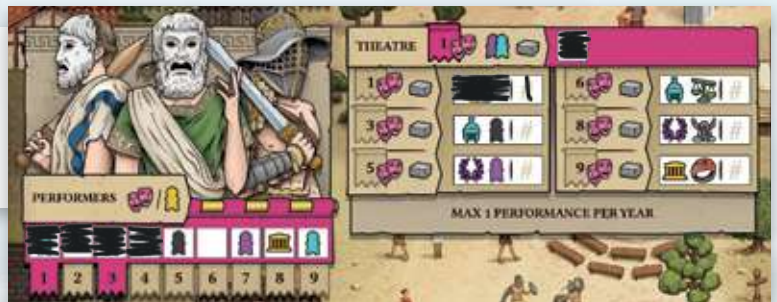 THEATRE 1
1 6
3 # 8 #
5 # 9 #
PERFORMERS /
MAX 1 PERFORMANCE PER YEAR
1 2 3 4 5 6 7 8 9